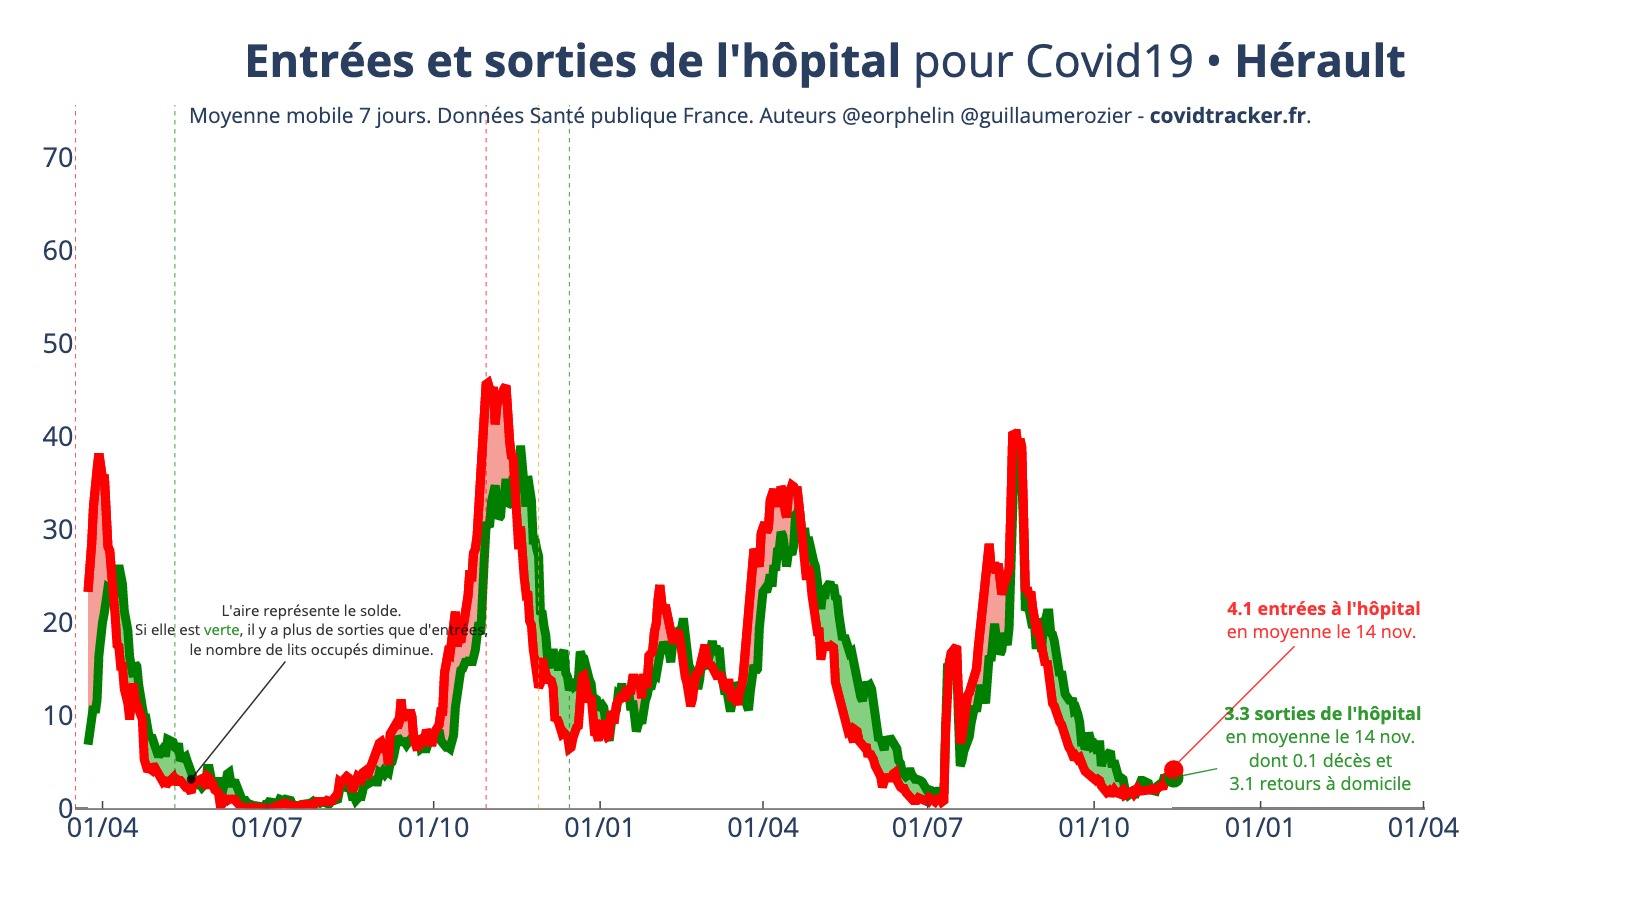 Entrées et sorties de l'hôpital pour Covid19 • Hérault
Moyenne mobile 7 jours. Données Santé publique France. Auteurs @eorphelin @guillaumerozier - covidtracker.fr.
70
60
50
40
30
20
10
0
L'aire représente le solde.
Si elle est verte, il y a plus de sorties que d'entrées,
le nombre de lits occupés diminue.
4.1 entrées à l'hôpital
en moyenne le 14 nov.
3.3 sorties de l'hôpital
en moyenne le 14 nov.
dont 0.1 décès et
3.1 retours à domicile
01/04 01/07 01/10 01/01 01/04 01/07 01/10 01/01 01/04